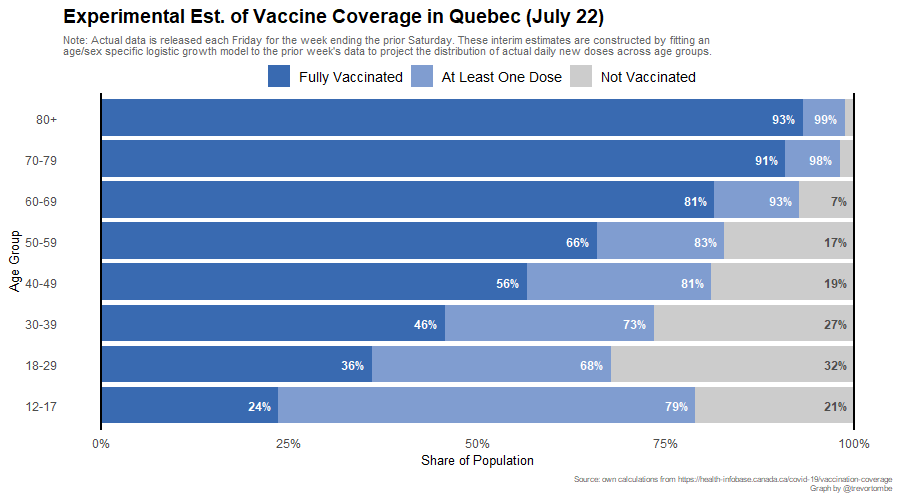 Experimental Est. of Vaccine Coverage in Quebec (July 22)
Note: Actual data is released each Friday for the week ending the prior Saturday. These interim estimates are constructed by fitting an
age/sex specific logistic growth model to the prior week's data to project the distribution of actual daily new doses across age groups.
Fully Vaccinated At Least One Dose Not Vaccinated
Age Group
80+ 93% 99%
70-79 91% 98%
60-69 81% 93% 7%
50-59 66% 83% 17%
40-49 56% 81% 19%
30-39 46% 73% 27%
18-29 36% 68% 32%
12-17 24% 79% 21%
0% 25% 50% 75% 100%
Share of Population
Source: own calculations from https://health-infobase.canada.ca/covid-19/vaccination-coverage
Graph by @trevortombe